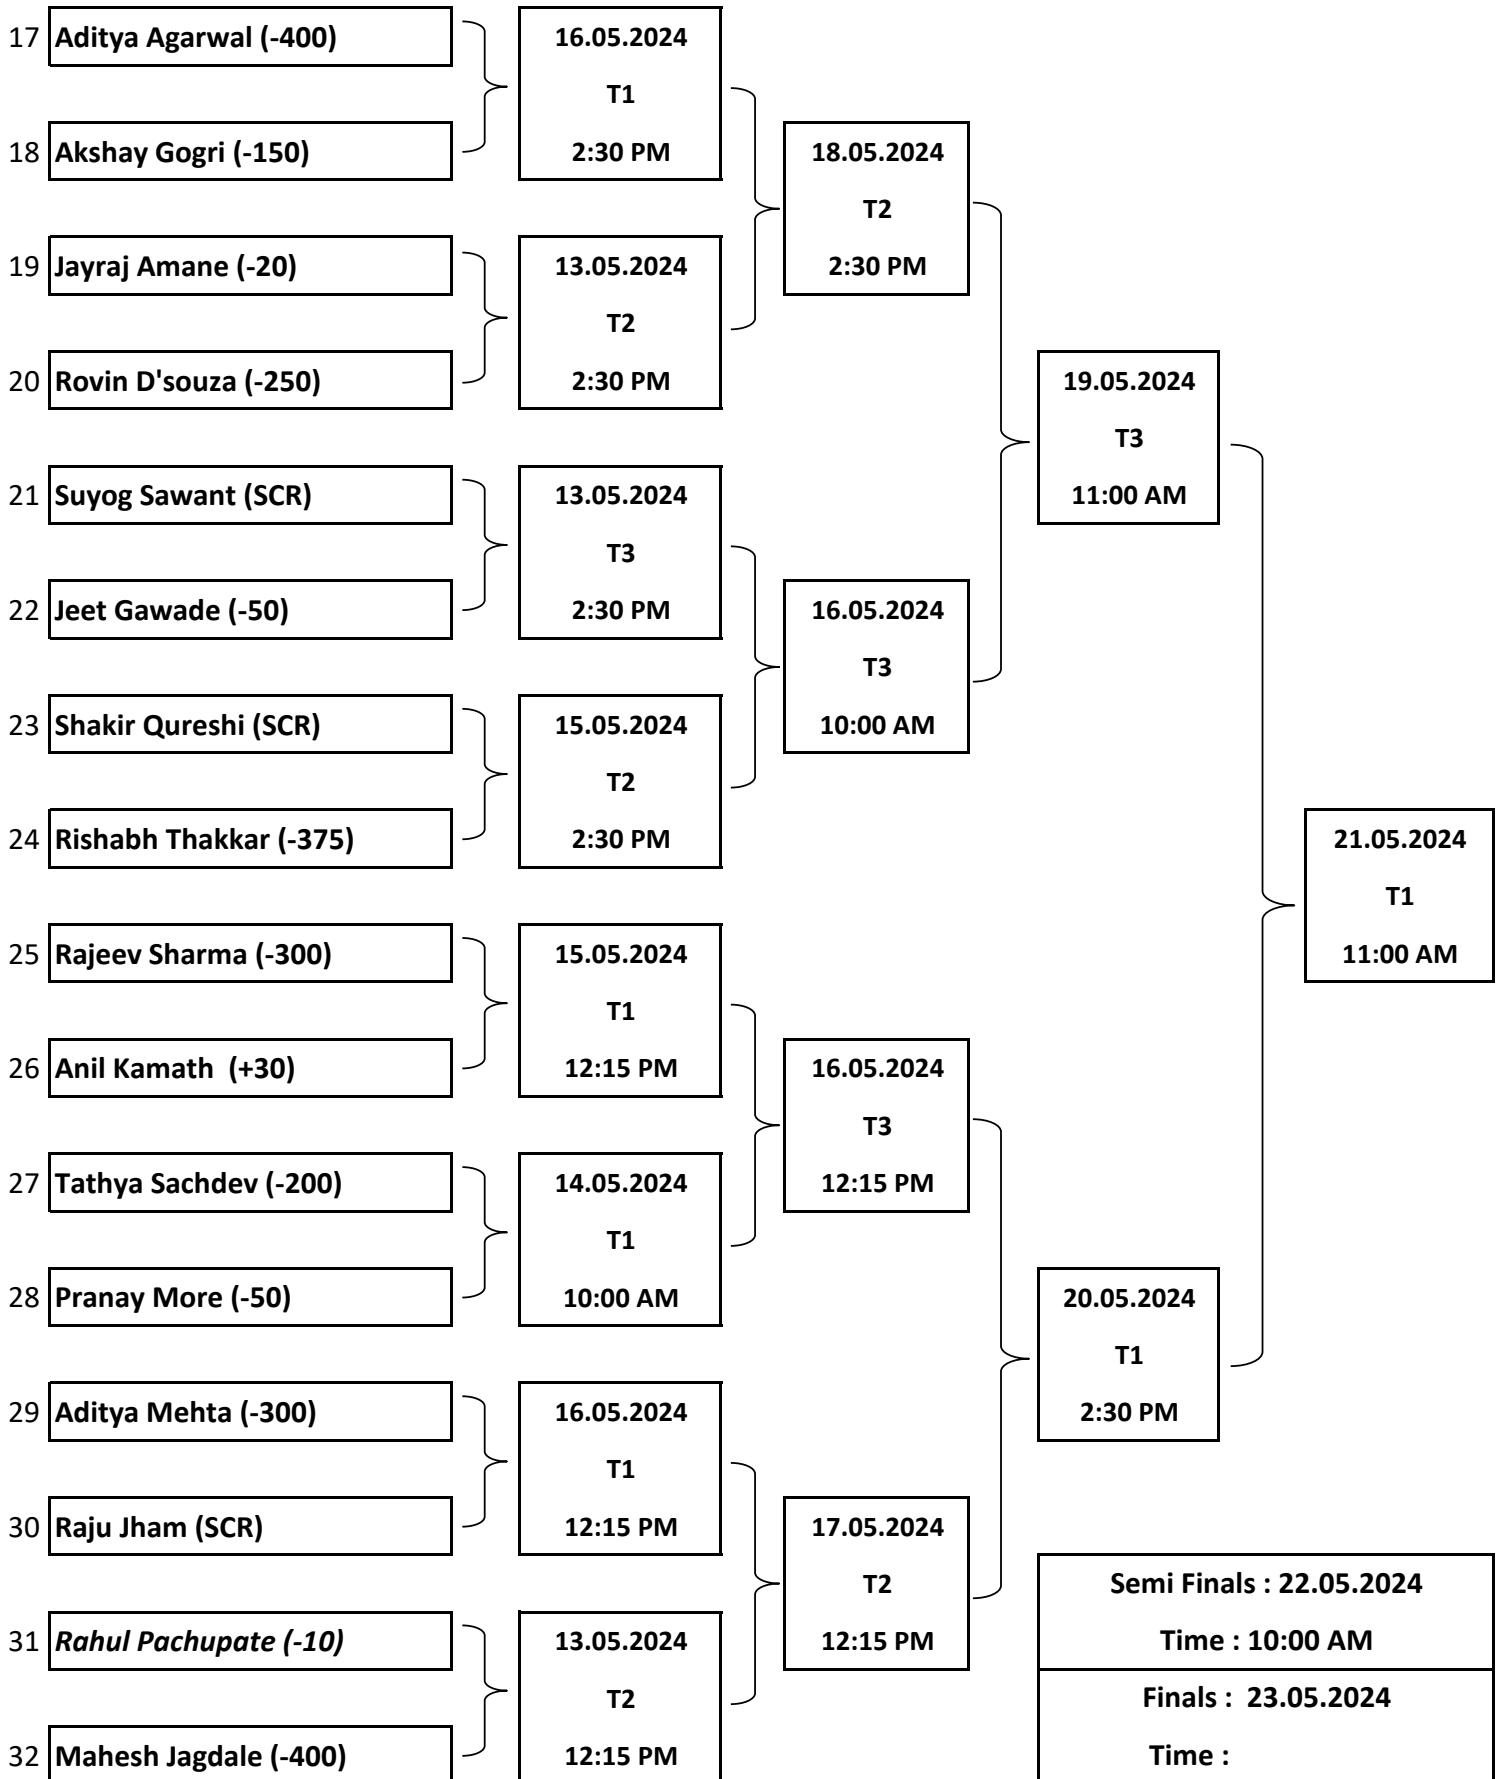 17 Aditya Agarwal (-400)
16.05.2024
T1
2:30 PM
18 Akshay Gogri (-150)
18.05.2024
T2
2:30 PM
19 Jayraj Amane (-20)
13.05.2024
T2
2:30 PM
20 Rovin D'souza (-250)
19.05.2024
T3
11:00 AM
21 Suyog Sawant (SCR)
13.05.2024
T3
2:30 PM
22 Jeet Gawade (-50)
16.05.2024
T3
10:00 AM
23 Shakir Qureshi (SCR)
15.05.2024
T2
2:30 PM
24 Rishabh Thakkar (-375)
21.05.2024
T1
11:00 AM
25 Rajeev Sharma (-300)
15.05.2024
T1
12:15 PM
26 Anil Kamath (+30)
16.05.2024
T3
12:15 PM
27 Tathya Sachdev (-200)
14.05.2024
T1
10:00 AM
28 Pranay More (-50)
20.05.2024
T1
2:30 PM
29 Aditya Mehta (-300)
16.05.2024
T1
12:15 PM
30 Raju Jham (SCR)
17.05.2024
T2
12:15 PM
31 Rahul Pachupate (-10)
13.05.2024
T2
12:15 PM
32 Mahesh Jagdale (-400)
Semi Finals : 22.05.2024
Time : 10:00 AM
Finals : 23.05.2024
Time :